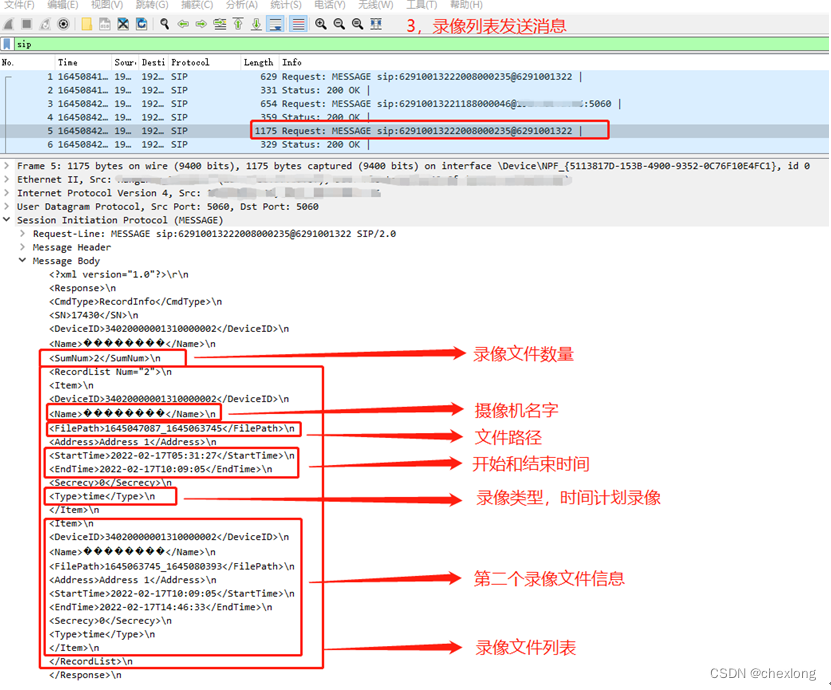 文件(F) 编辑(E) 视图(V) 跳转(G) 捕获(C) 分析(A) 统计(S) 电话(Y) 无线(W) 工具(T) 帮助(H)
3，录像列表发送消息
sip
No. Time Sour Desti Protocol Length Info
1 16450841… 19… 192… SIP 629 Request: MESSAGE sip:62910013222008000235@6291001322 |
2 16450841… 19… 192… SIP 331 Status: 200 OK |
3 16450842… 19… 192… SIP 654 Request: MESSAGE sip:62910013221188000046@ :5060 |
4 16450842… 19… 192… SIP 359 Status: 200 OK |
5 16450842… 19… 192… SIP 1175 Request: MESSAGE sip:62910013222008000235@6291001322 |
6 16450842… 19… 192… SIP 329 Status: 200 OK |
Frame 5: 1175 bytes on wire (9400 bits), 1175 bytes captured (9400 bits) on interface \Device\NPF_{5113817D-153B-4900-9352-0C76F10E4FC1}, id 0
Ethernet II, Src:
Internet Protocol Version 4, Src:
User Datagram Protocol, Src Port: 5060, Dst Port: 5060
Session Initiation Protocol (MESSAGE)
Request-Line: MESSAGE sip:62910013222008000235@6291001322 SIP/2.0
Message Header
Message Body
<?xml version="1.0"?>\r\n
<Response>\n
<CmdType>RecordInfo</CmdType>\n
<SN>17430</SN>\n
<DeviceID>34020000001310000002</DeviceID>\n
<Name>���������</Name>\n
<SumNum>2</SumNum>\n
录像文件数量
<RecordList Num="2">\n
<Item>\n
<DeviceID>34020000001310000002</DeviceID>\n
<Name>���������</Name>\n
摄像机名字
<FilePath>1645047087_1645063745</FilePath>\n
文件路径
<Address>Address 1</Address>\n
<StartTime>2022-02-17T05:31:27</StartTime>\n
开始和结束时间
<EndTime>2022-02-17T10:09:05</EndTime>\n
<Secrecy>0</Secrecy>\n
<Type>time</Type>\n
录像类型，时间计划录像
</Item>\n
<Item>\n
<DeviceID>34020000001310000002</DeviceID>\n
<Name>���������</Name>\n
<FilePath>1645063745_1645080393</FilePath>\n
第二个录像文件信息
<Address>Address 1</Address>\n
<StartTime>2022-02-17T10:09:05</StartTime>\n
<EndTime>2022-02-17T14:46:33</EndTime>\n
<Secrecy>0</Secrecy>\n
<Type>time</Type>\n
</Item>\n
录像文件列表
</RecordList>\n
</Response>\n
CSDN @chexlong